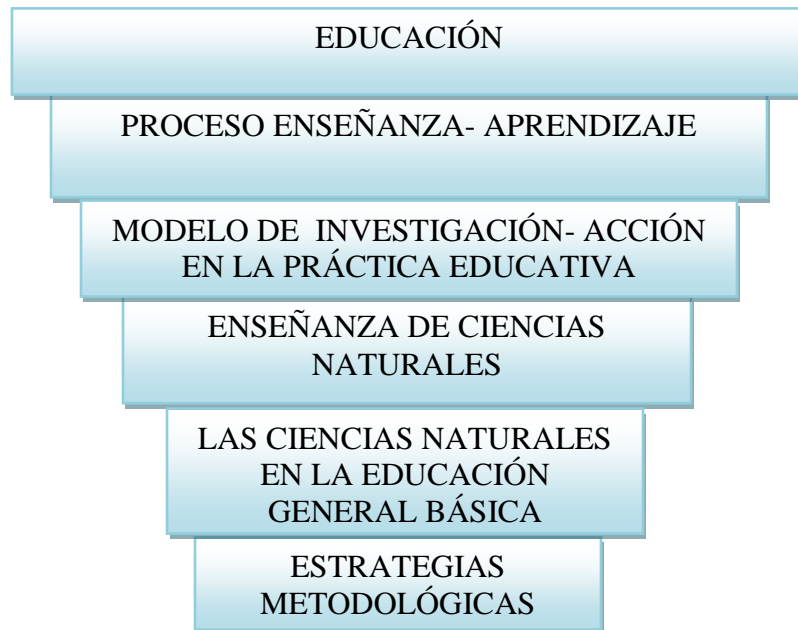 EDUCACIÓN
PROCESO ENSEÑANZA- APRENDIZAJE
MODELO DE INVESTIGACIÓN- ACCIÓN
EN LA PRÁCTICA EDUCATIVA
ENSEÑANZA DE CIENCIAS
NATURALES
LAS CIENCIAS NATURALES
EN LA EDUCACIÓN
GENERAL BÁSICA
ESTRATEGIAS
METODOLÓGICAS